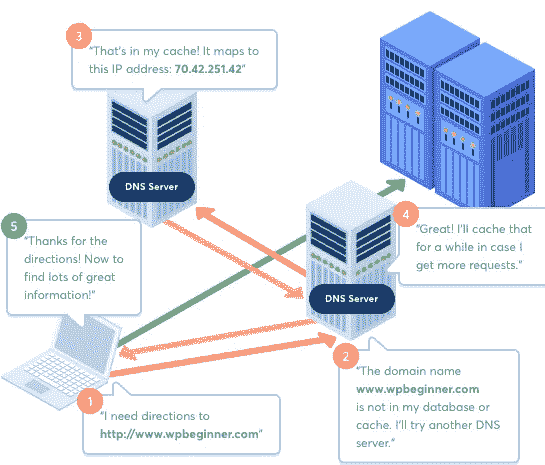 3
"That's in my cache! It maps to
this IP address: 70.42.251.42"
DNS Server
4
"Great! I'll cache that
for a while in case I
get more requests."
5
"Thanks for the
directions! Now to
find lots of great
information!"
DNS Server
2
"The domain name
www.wpbeginner.com
is not in my database or
cache. I'll try another DNS
server."
1
"I need directions to
http://www.wpbeginner.com"